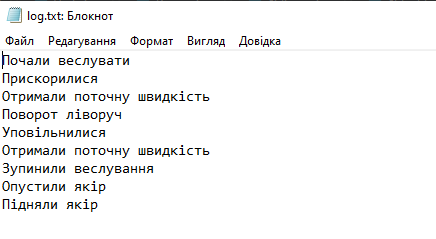 log.txt: Блокнот
Файл Редагування Формат Вигляд Довідка
Почали веслувати
Прискорилися
Отримали поточну швидкість
Поворот ліворуч
Уповільнилися
Отримали поточну швидкість
Зупинили веслування
Опустили якір
Підняли якір